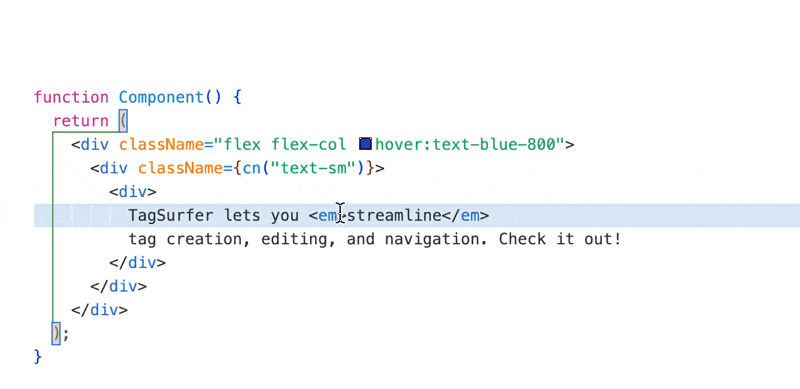 function Component() {
return (
<div className="flex flex-col hover:text-blue-800">
<div className={cn("text-sm")}>
<div>
TagSurfer lets you <em>streamline</em>
tag creation, editing, and navigation. Check it out!
</div>
</div>
</div>
);
}